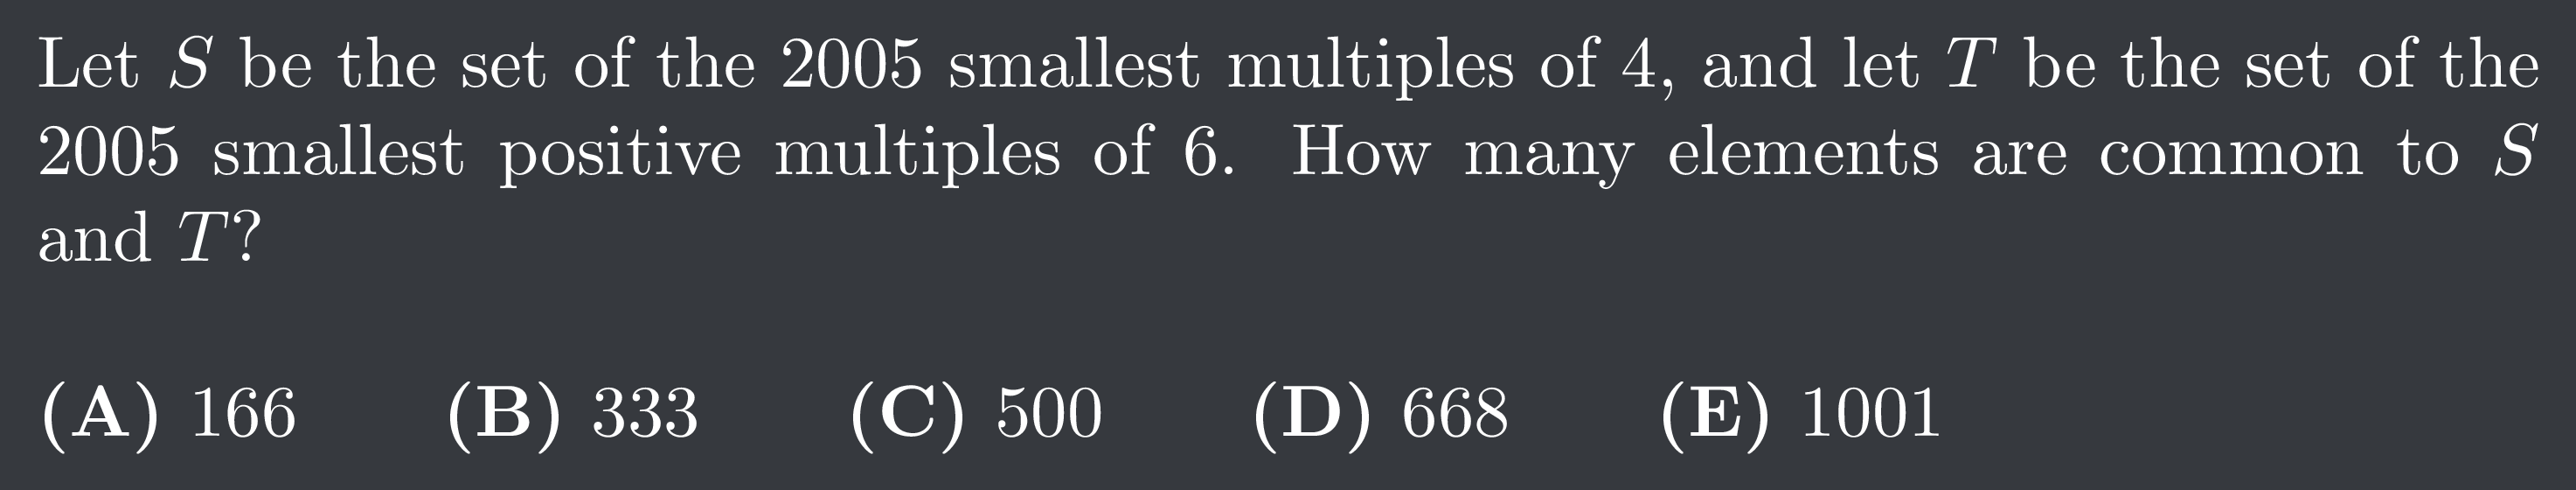 Let S be the set of the 2005 smallest multiples of 4, and let T be the set of the
2005 smallest positive multiples of 6. How many elements are common to S
and T?
(A) 166 (B) 333 (C) 500 (D) 668 (E) 1001